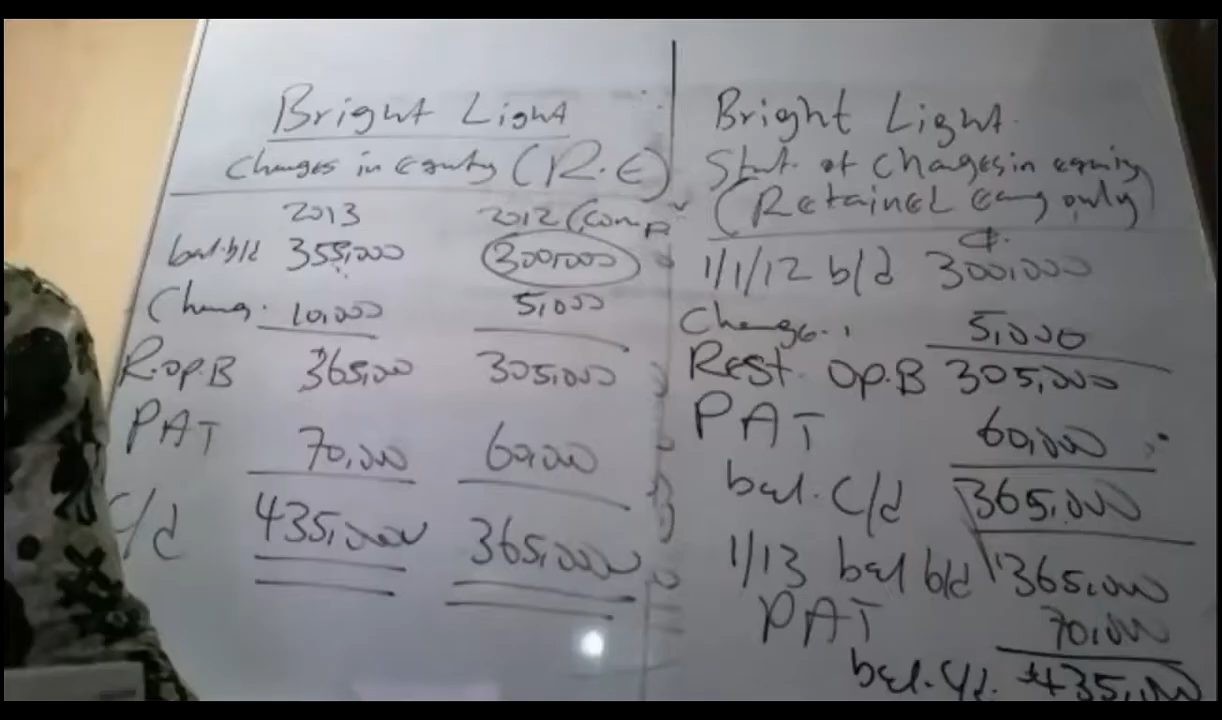 Bright Light
Changes in Equity (R.E)
2013 2012 (Comp
bal.b/d 355,000 300,000
Chang. 10,000 5,000
R.Op.B 365,000 305,000
PAT 70,000 60,000
c/d 435,000 365,000
Bright Light.
Stat. of Changes in equity
(Retained earn only)
$.
1/1/12 b/d 300,000
Change. 5,000
Rest. Op.B 305,000
PAT 60,000
bal. c/d 365,000
1/13 bal b/d 365,000
PAT 70,000
bal. c/d. 435,000